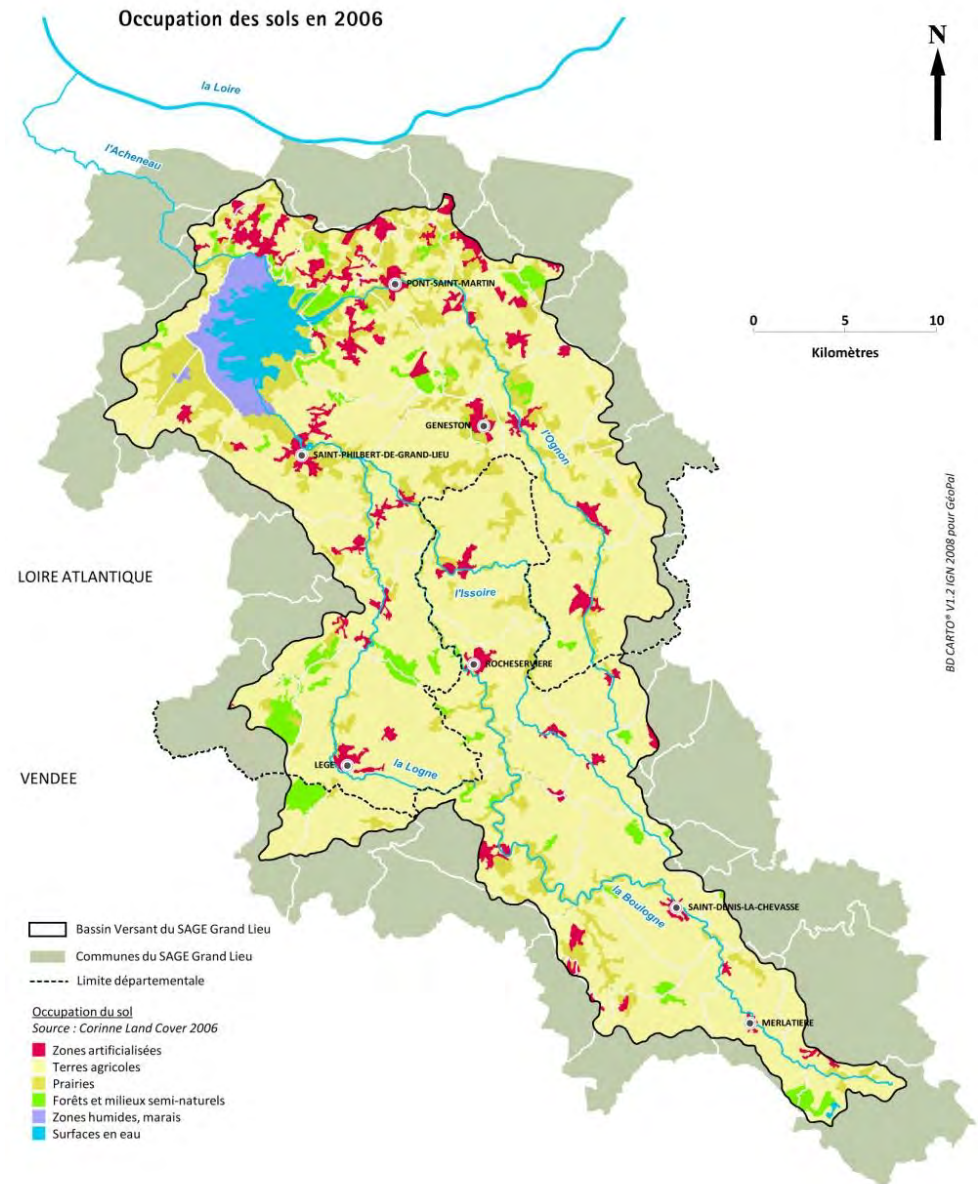 Occupation des sols en 2006
N
la Loire
l'Acheneau
PONT-SAINT-MARTIN
0 5 10
Kilomètres
GENESTON
l'Ognon
SAINT-PHILBERT-DE-GRAND-LIEU
BD CARTO® V1.2 IGN 2008 pour GéoPal
LOIRE ATLANTIQUE
l'Issoire
ROCHESERVIERE
VENDEE
LEGE
la Logne
la Boulogne
SAINT-DENIS-LA-CHEVASSE
MERLATIERE
Bassin Versant du SAGE Grand Lieu
Communes du SAGE Grand Lieu
Limite départementale
Occupation du sol
Source : Corinne Land Cover 2006
Zones artificialisées
Terres agricoles
Prairies
Forêts et milieux semi-naturels
Zones humides, marais
Surfaces en eau